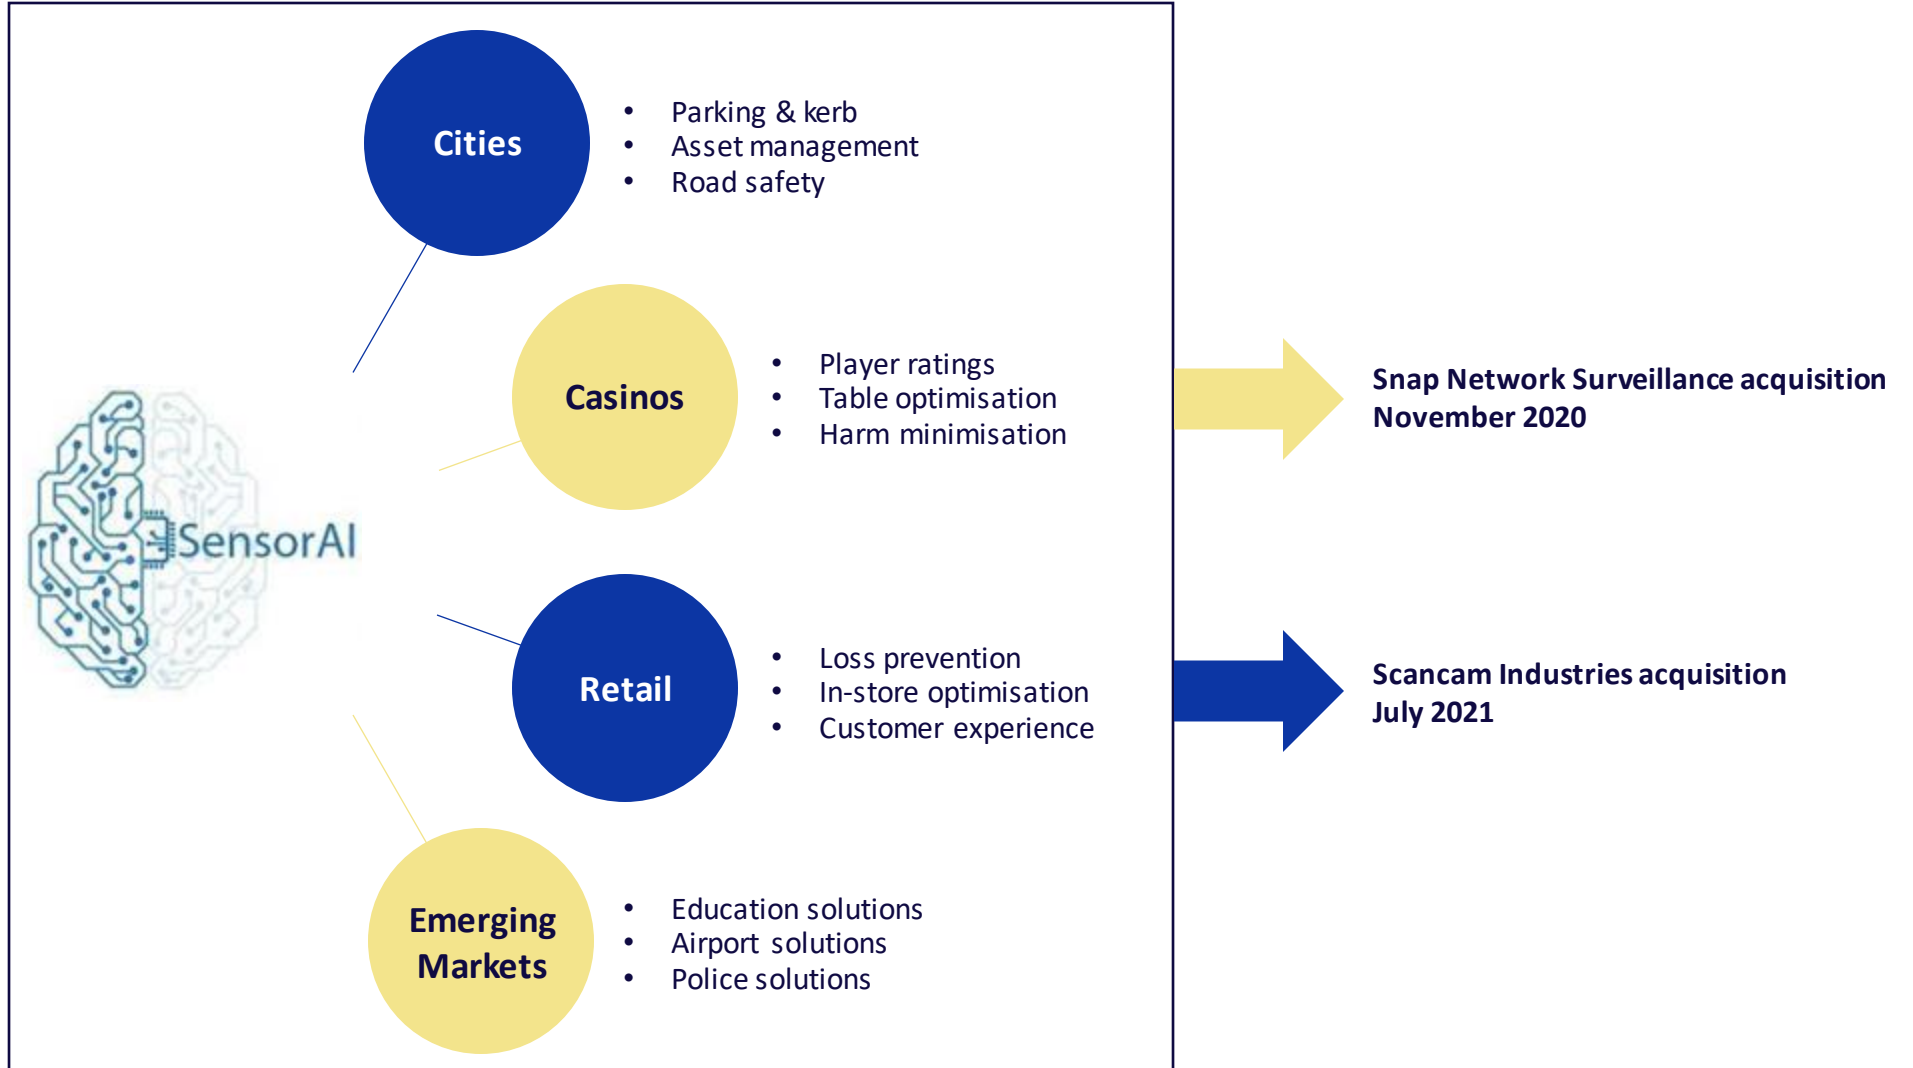 Cities
• Parking & kerb
• Asset management
• Road safety
Casinos
• Player ratings
• Table optimisation
• Harm minimisation
Snap Network Surveillance acquisition
November 2020
SensorAI
Retail
• Loss prevention
• In-store optimisation
• Customer experience
Scancam Industries acquisition
July 2021
Emerging
Markets
• Education solutions
• Airport solutions
• Police solutions